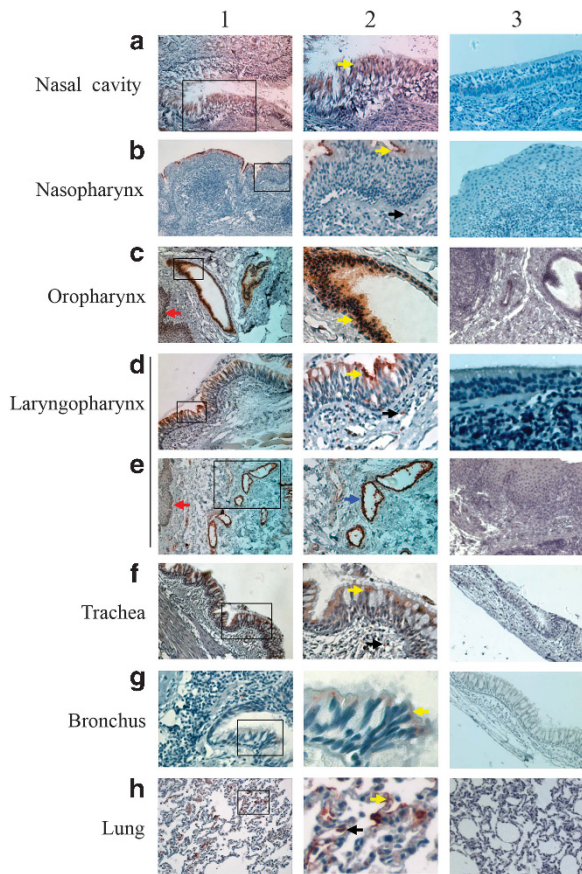 1 2 3
a
Nasal cavity
b
Nasopharynx
c
Oropharynx
d
Laryngopharynx
e
f
Trachea
g
Bronchus
h
Lung